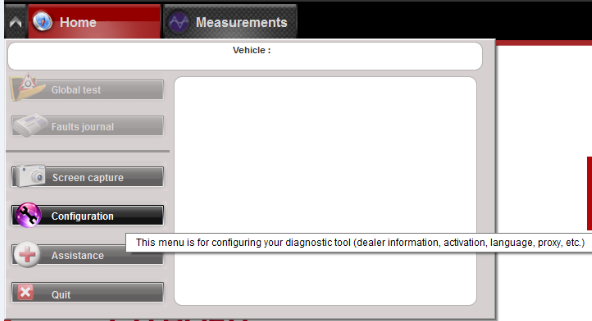 Home
Measurements
Vehicle :
Global test
Faults journal
Screen capture
Configuration
This menu is for configuring your diagnostic tool (dealer information, activation, language, proxy, etc.)
Assistance
Quit